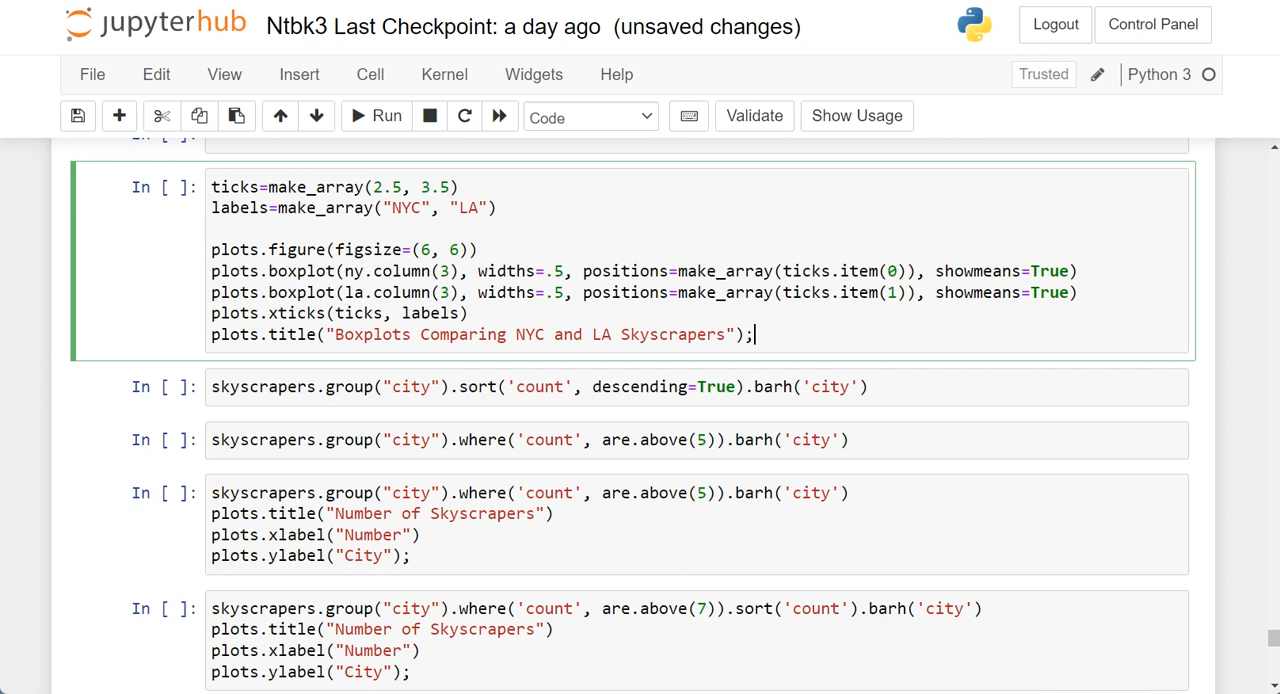 jupyterhub Ntbk3 Last Checkpoint: a day ago (unsaved changes) Logout Control Panel
File Edit View Insert Cell Kernel Widgets Help Trusted Python 3
Run Code Validate Show Usage
In [ ]:
In [ ]: ticks=make_array(2.5, 3.5)
labels=make_array("NYC", "LA")
plots.figure(figsize=(6, 6))
plots.boxplot(ny.column(3), widths=.5, positions=make_array(ticks.item(0)), showmeans=True)
plots.boxplot(la.column(3), widths=.5, positions=make_array(ticks.item(1)), showmeans=True)
plots.xticks(ticks, labels)
plots.title("Boxplots Comparing NYC and LA Skyscrapers");
In [ ]: skyscrapers.group("city").sort('count', descending=True).barh('city')
In [ ]: skyscrapers.group("city").where('count', are.above(5)).barh('city')
In [ ]: skyscrapers.group("city").where('count', are.above(5)).barh('city')
plots.title("Number of Skyscrapers")
plots.xlabel("Number")
plots.ylabel("City");
In [ ]: skyscrapers.group("city").where('count', are.above(7)).sort('count').barh('city')
plots.title("Number of Skyscrapers")
plots.xlabel("Number")
plots.ylabel("City");